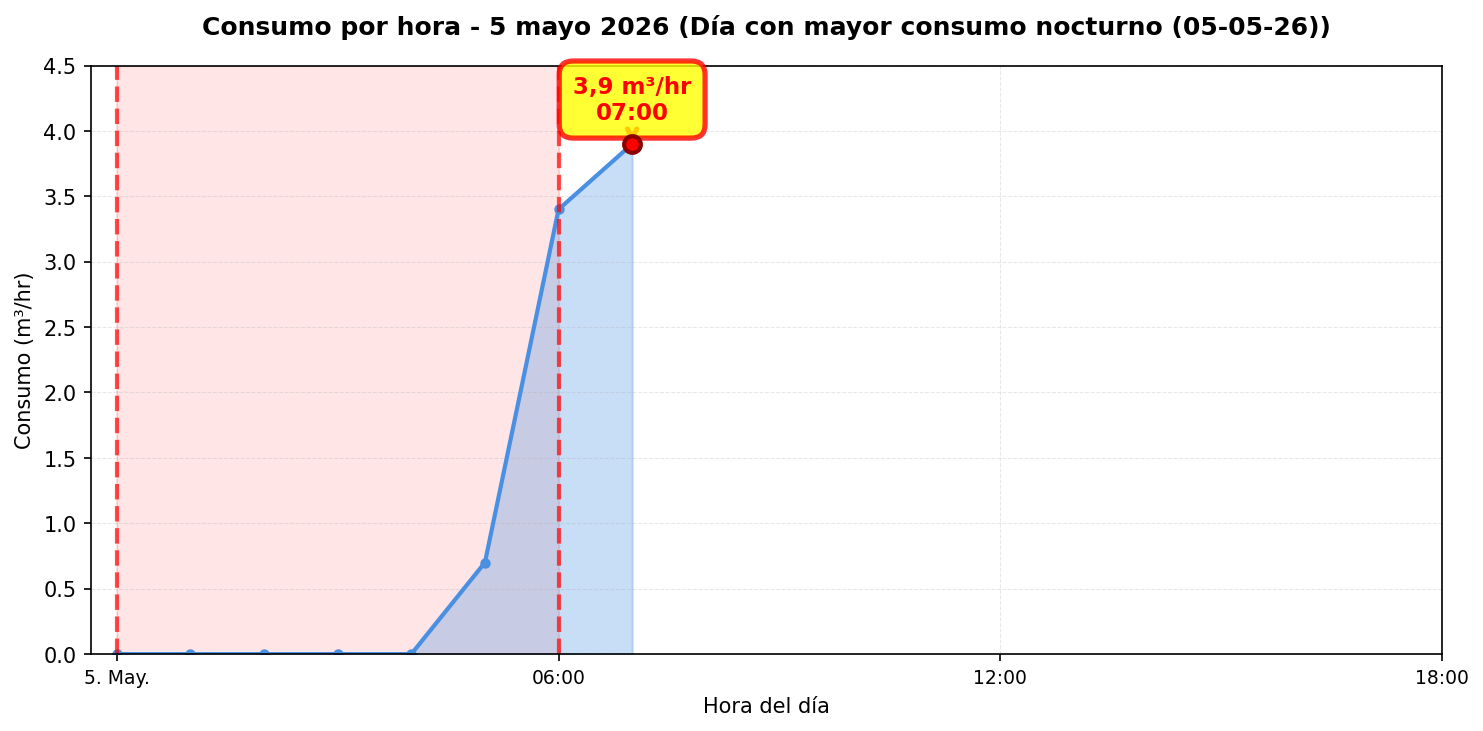 Consumo por hora - 5 mayo 2026 (Día con mayor consumo nocturno (05-05-26))
3,9 m³/hr
07:00
Consumo (m³/hr)
4.5
4.0
3.5
3.0
2.5
2.0
1.5
1.0
0.5
0.0
5. May.
06:00
12:00
18:00
Hora del día